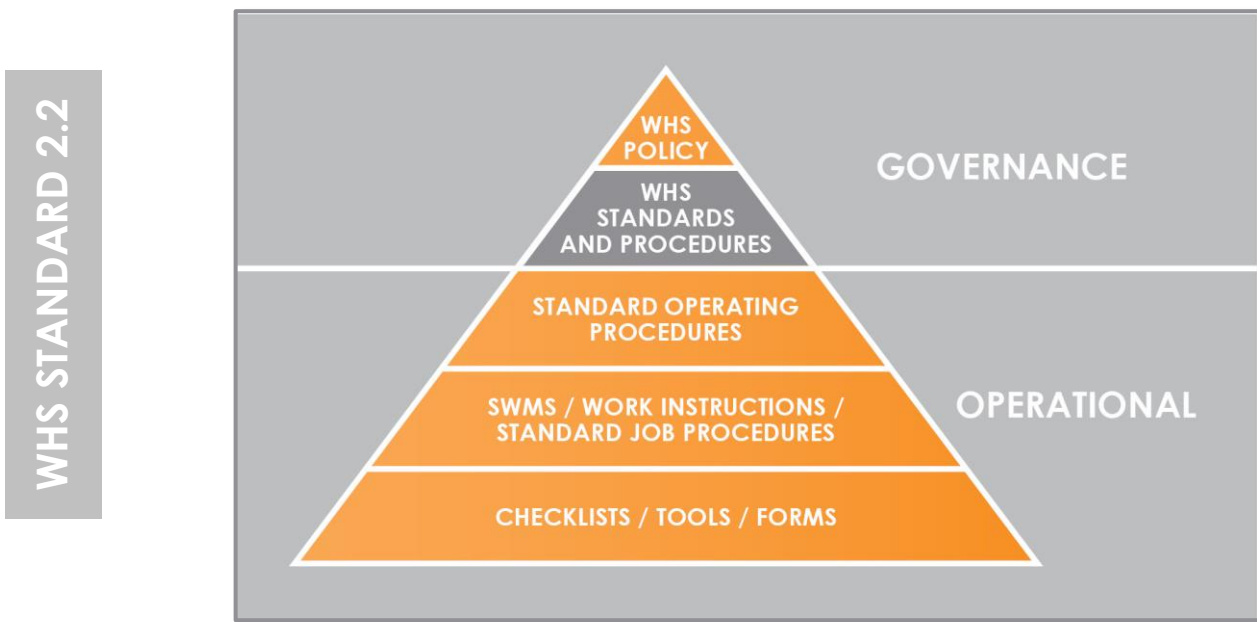 WHS STANDARD 2.2
WHS
POLICY
GOVERNANCE
WHS
STANDARDS
AND PROCEDURES
STANDARD OPERATING
PROCEDURES
SWMS / WORK INSTRUCTIONS /
STANDARD JOB PROCEDURES
OPERATIONAL
CHECKLISTS / TOOLS / FORMS